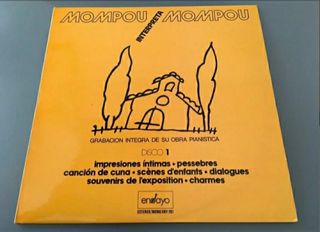 MOMPOU INTERPRETA MOMPOU
GRABACION INTEGRA DE SU OBRA PIANISTICA
DISCO 1
impresiones íntimas • pessebres
canción de cuna • scènes d'enfants • dialogues
souvenirs de l'exposition • charmes
ensayo